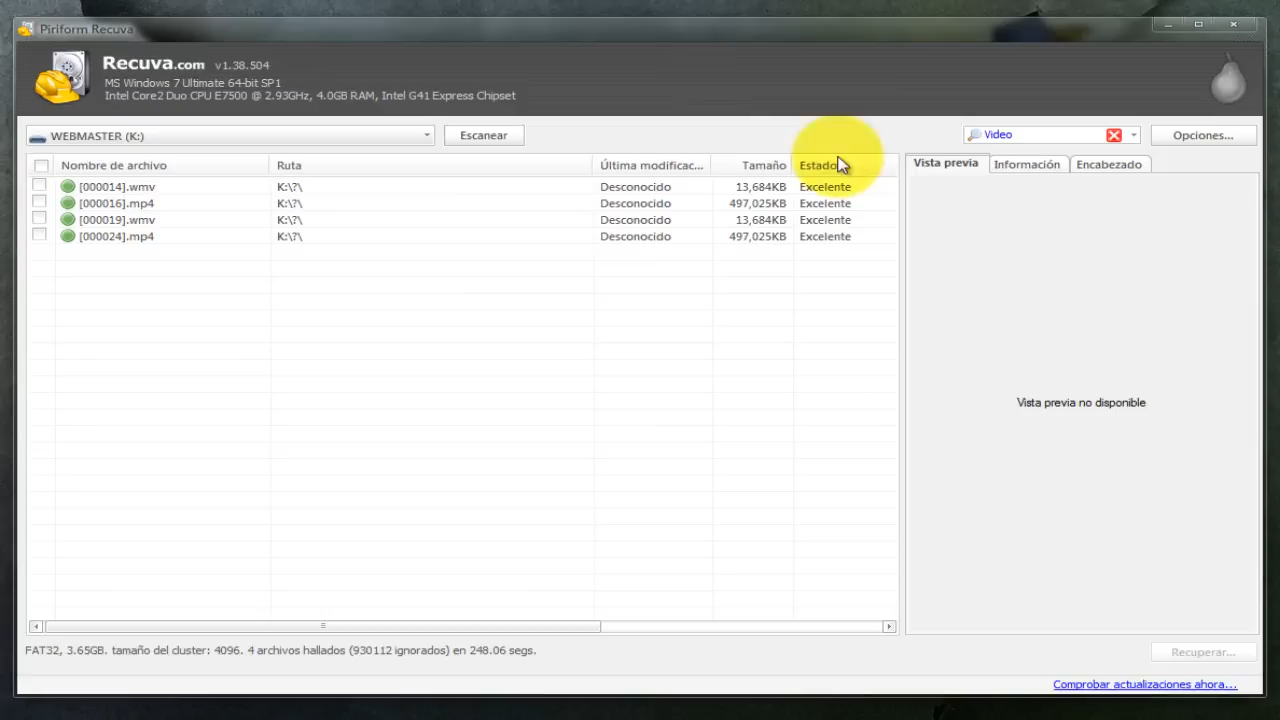 Piriform Recuva
Recuva.com v1.38.504
MS Windows 7 Ultimate 64-bit SP1
Intel Core2 Duo CPU E7500 @ 2.93GHz, 4.0GB RAM, Intel G41 Express Chipset
WEBMASTER (K:) Escanear Video Opciones...
Nombre de archivo Ruta Última modificac... Tamaño Estado Vista previa Información Encabezado
[000014].wmv K:\?\ Desconocido 13,684KB Excelente
[000016].mp4 K:\?\ Desconocido 497,025KB Excelente
[000019].wmv K:\?\ Desconocido 13,684KB Excelente
[000024].mp4 K:\?\ Desconocido 497,025KB Excelente
Vista previa no disponible
FAT32, 3.65GB. tamaño del cluster: 4096. 4 archivos hallados (930112 ignorados) en 248.06 segs. Recuperar...
Comprobar actualizaciones ahora...